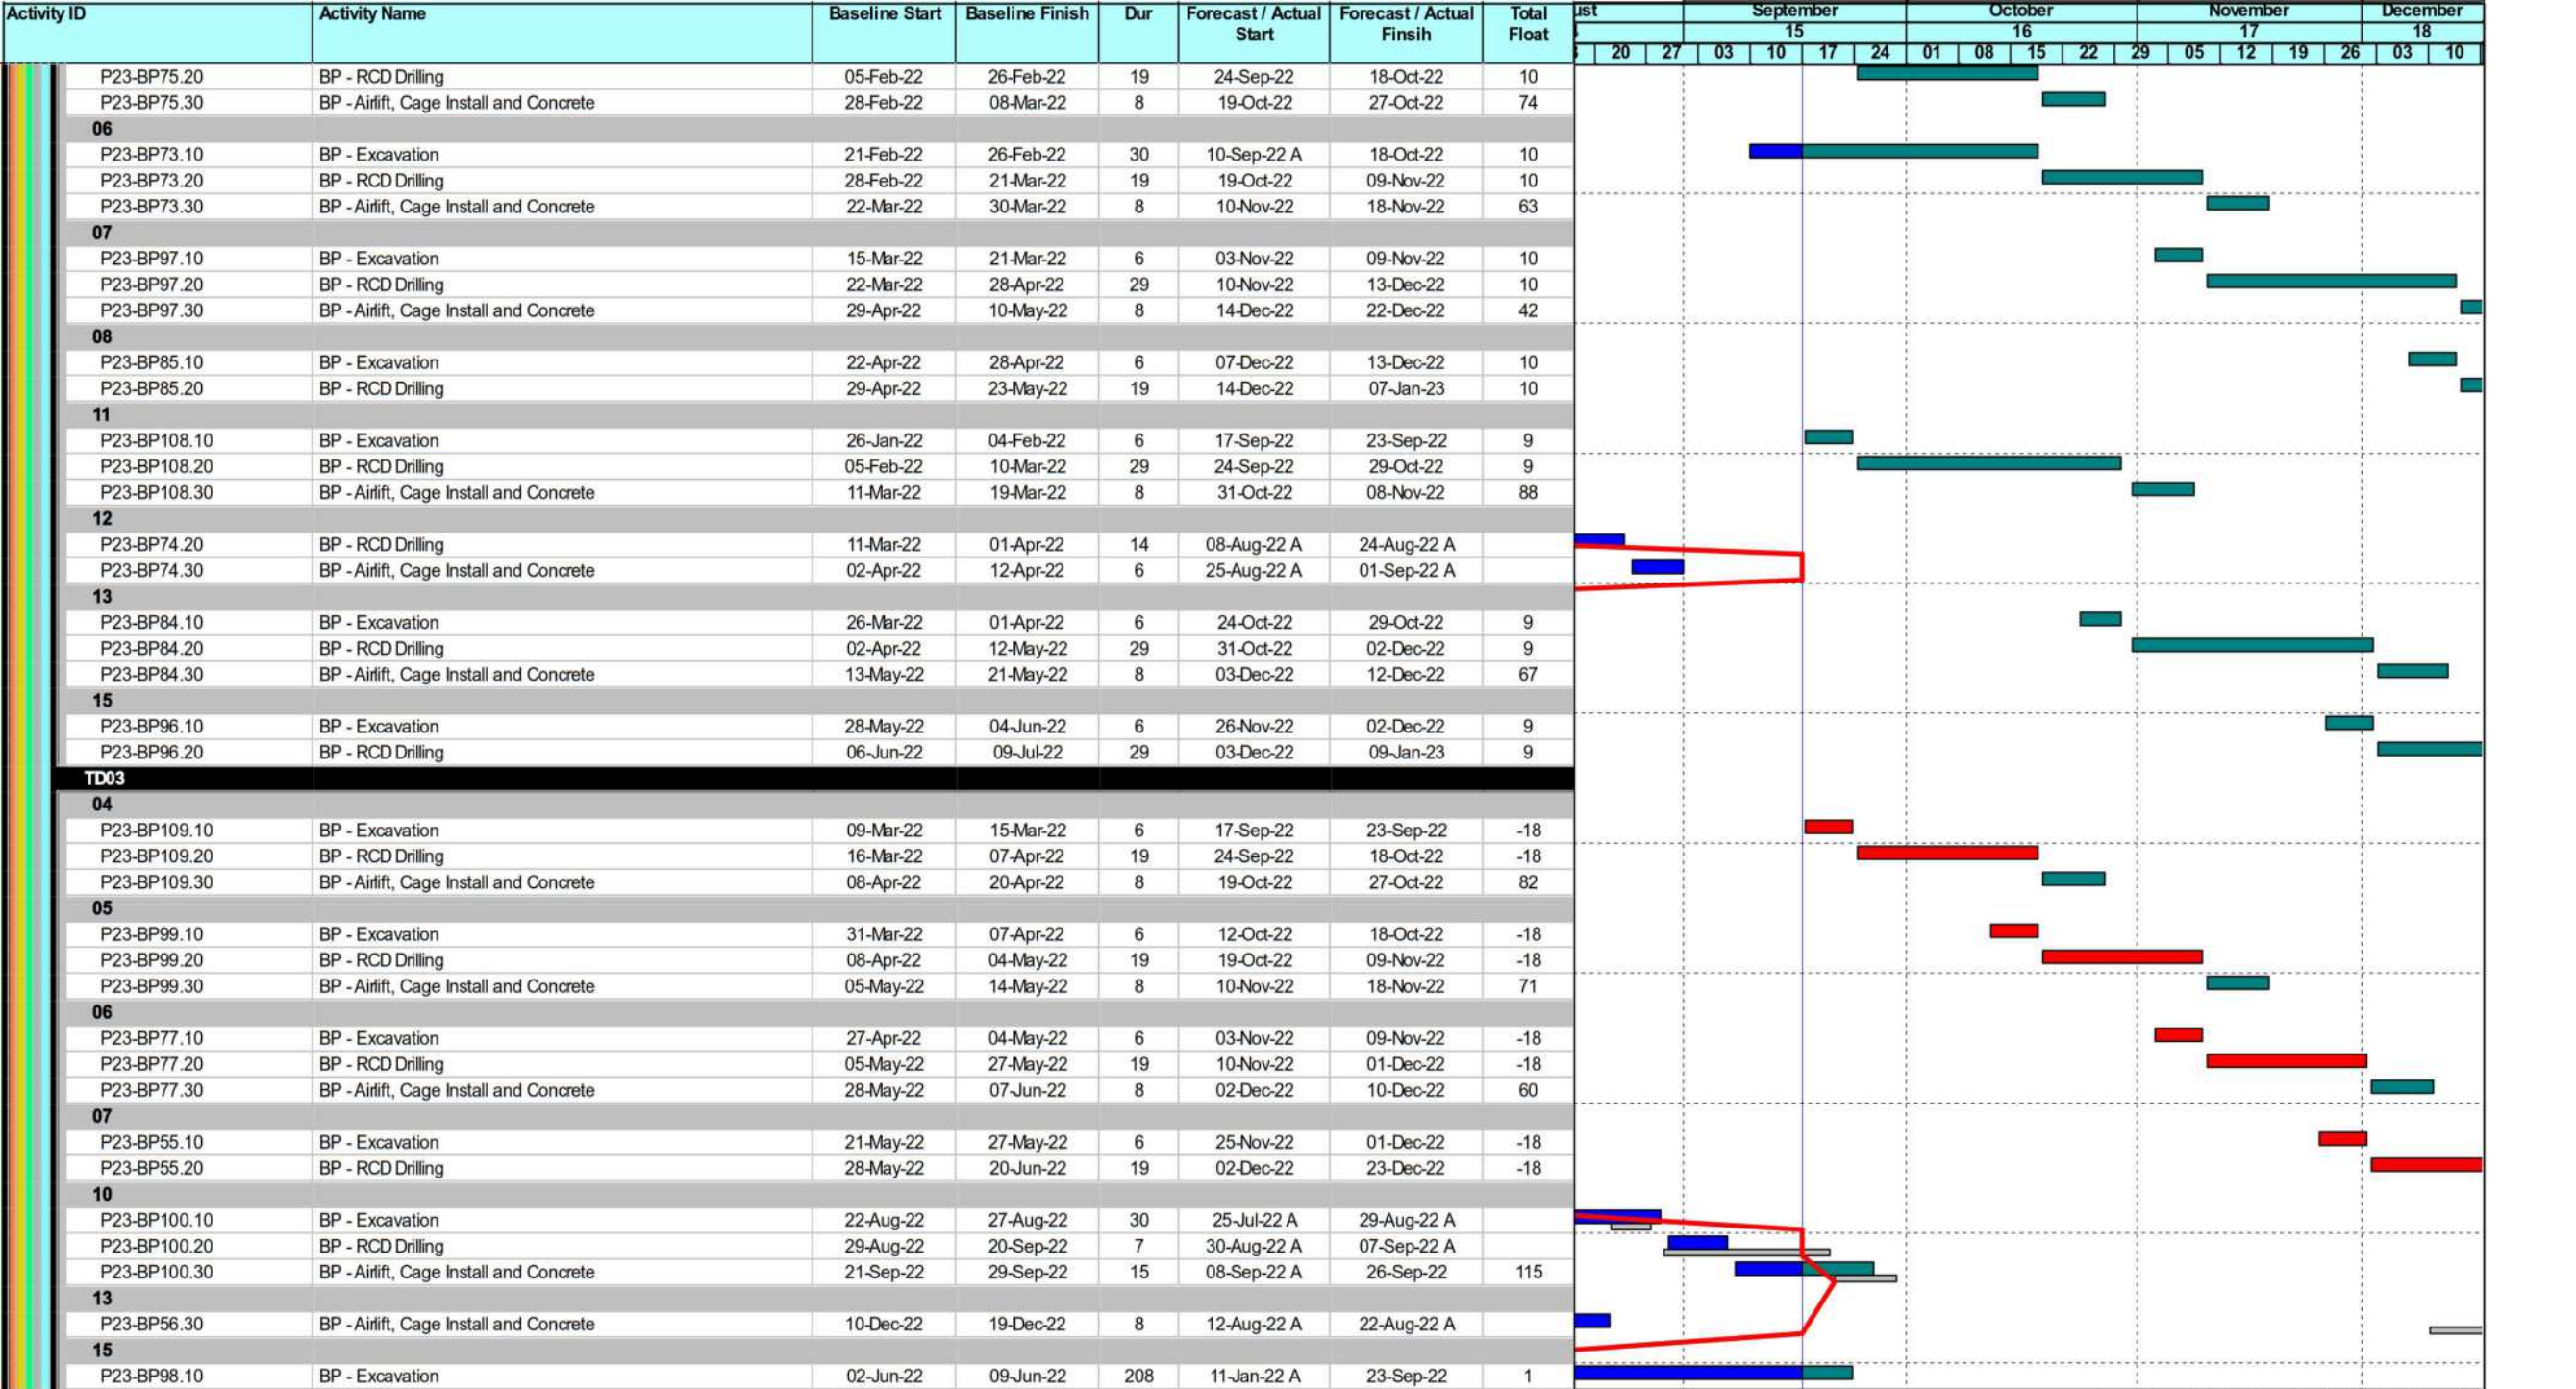 Activity ID Activity Name Baseline Start Baseline Finish Dur Forecast / Actual Start Forecast / Actual Finsih Total Float ust September October November December
15 16 17 18
20 27 03 10 17 24 01 08 15 22 29 05 12 19 26 03 10
P23-BP75.20 BP - RCD Drilling 05-Feb-22 26-Feb-22 19 24-Sep-22 18-Oct-22 10
P23-BP75.30 BP - Airlift, Cage Install and Concrete 28-Feb-22 08-Mar-22 8 19-Oct-22 27-Oct-22 74
06
P23-BP73.10 BP - Excavation 21-Feb-22 26-Feb-22 30 10-Sep-22 A 18-Oct-22 10
P23-BP73.20 BP - RCD Drilling 28-Feb-22 21-Mar-22 19 19-Oct-22 09-Nov-22 10
P23-BP73.30 BP - Airlift, Cage Install and Concrete 22-Mar-22 30-Mar-22 8 10-Nov-22 18-Nov-22 63
07
P23-BP97.10 BP - Excavation 15-Mar-22 21-Mar-22 6 03-Nov-22 09-Nov-22 10
P23-BP97.20 BP - RCD Drilling 22-Mar-22 28-Apr-22 29 10-Nov-22 13-Dec-22 10
P23-BP97.30 BP - Airlift, Cage Install and Concrete 29-Apr-22 10-May-22 8 14-Dec-22 22-Dec-22 42
08
P23-BP85.10 BP - Excavation 22-Apr-22 28-Apr-22 6 07-Dec-22 13-Dec-22 10
P23-BP85.20 BP - RCD Drilling 29-Apr-22 23-May-22 19 14-Dec-22 07-Jan-23 10
11
P23-BP108.10 BP - Excavation 26-Jan-22 04-Feb-22 6 17-Sep-22 23-Sep-22 9
P23-BP108.20 BP - RCD Drilling 05-Feb-22 10-Mar-22 29 24-Sep-22 29-Oct-22 9
P23-BP108.30 BP - Airlift, Cage Install and Concrete 11-Mar-22 19-Mar-22 8 31-Oct-22 08-Nov-22 88
12
P23-BP74.20 BP - RCD Drilling 11-Mar-22 01-Apr-22 14 08-Aug-22 A 24-Aug-22 A
P23-BP74.30 BP - Airlift, Cage Install and Concrete 02-Apr-22 12-Apr-22 6 25-Aug-22 A 01-Sep-22 A
13
P23-BP84.10 BP - Excavation 26-Mar-22 01-Apr-22 6 24-Oct-22 29-Oct-22 9
P23-BP84.20 BP - RCD Drilling 02-Apr-22 12-May-22 29 31-Oct-22 02-Dec-22 9
P23-BP84.30 BP - Airlift, Cage Install and Concrete 13-May-22 21-May-22 8 03-Dec-22 12-Dec-22 67
15
P23-BP96.10 BP - Excavation 28-May-22 04-Jun-22 6 26-Nov-22 02-Dec-22 9
P23-BP96.20 BP - RCD Drilling 06-Jun-22 09-Jul-22 29 03-Dec-22 09-Jan-23 9
TD03
04
P23-BP109.10 BP - Excavation 09-Mar-22 15-Mar-22 6 17-Sep-22 23-Sep-22 -18
P23-BP109.20 BP - RCD Drilling 16-Mar-22 07-Apr-22 19 24-Sep-22 18-Oct-22 -18
P23-BP109.30 BP - Airlift, Cage Install and Concrete 08-Apr-22 20-Apr-22 8 19-Oct-22 27-Oct-22 82
05
P23-BP99.10 BP - Excavation 31-Mar-22 07-Apr-22 6 12-Oct-22 18-Oct-22 -18
P23-BP99.20 BP - RCD Drilling 08-Apr-22 04-May-22 19 19-Oct-22 09-Nov-22 -18
P23-BP99.30 BP - Airlift, Cage Install and Concrete 05-May-22 14-May-22 8 10-Nov-22 18-Nov-22 71
06
P23-BP77.10 BP - Excavation 27-Apr-22 04-May-22 6 03-Nov-22 09-Nov-22 -18
P23-BP77.20 BP - RCD Drilling 05-May-22 27-May-22 19 10-Nov-22 01-Dec-22 -18
P23-BP77.30 BP - Airlift, Cage Install and Concrete 28-May-22 07-Jun-22 8 02-Dec-22 10-Dec-22 60
07
P23-BP55.10 BP - Excavation 21-May-22 27-May-22 6 25-Nov-22 01-Dec-22 -18
P23-BP55.20 BP - RCD Drilling 28-May-22 20-Jun-22 19 02-Dec-22 23-Dec-22 -18
10
P23-BP100.10 BP - Excavation 22-Aug-22 27-Aug-22 30 25-Jul-22 A 29-Aug-22 A
P23-BP100.20 BP - RCD Drilling 29-Aug-22 20-Sep-22 7 30-Aug-22 A 07-Sep-22 A
P23-BP100.30 BP - Airlift, Cage Install and Concrete 21-Sep-22 29-Sep-22 15 08-Sep-22 A 26-Sep-22 115
13
P23-BP56.30 BP - Airlift, Cage Install and Concrete 10-Dec-22 19-Dec-22 8 12-Aug-22 A 22-Aug-22 A
15
P23-BP98.10 BP - Excavation 02-Jun-22 09-Jun-22 208 11-Jan-22 A 23-Sep-22 1